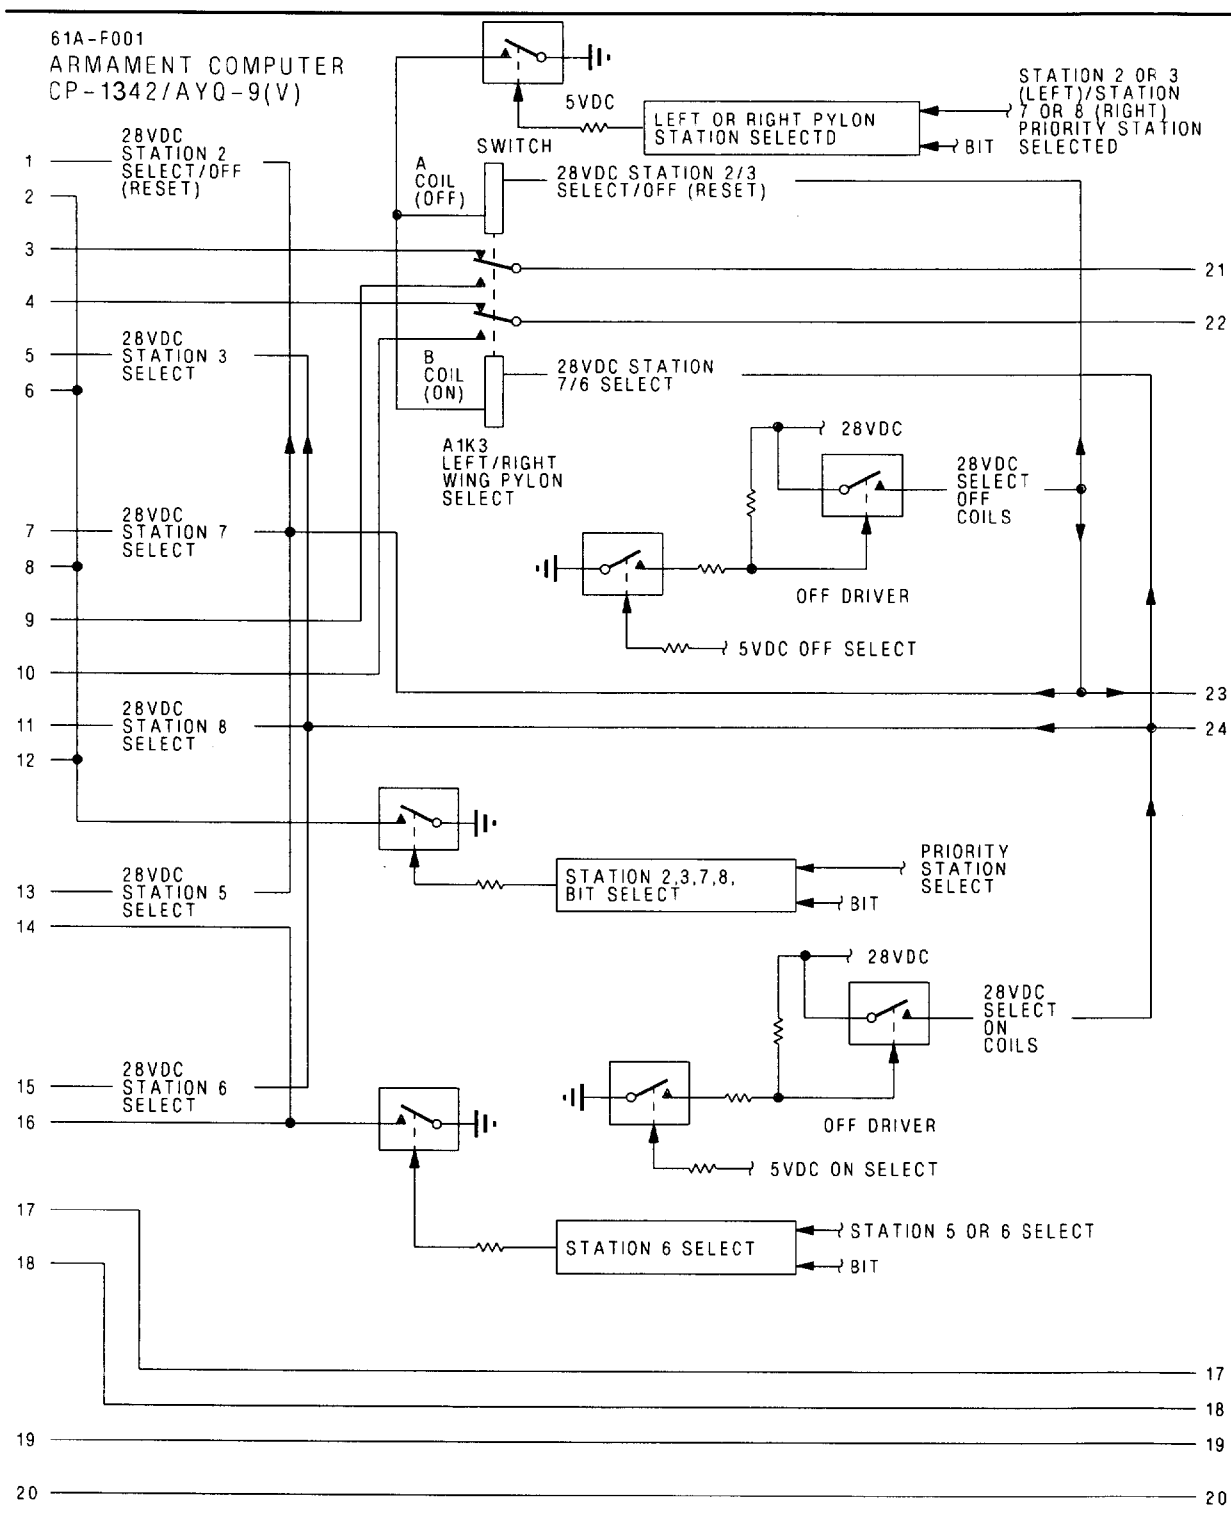 61A-F001
ARMAMENT COMPUTER
CP-1342/AYQ-9(V)
5VDC
LEFT OR RIGHT PYLON
STATION SELECTD
STATION 2 OR 3
(LEFT)/STATION
7 OR 8 (RIGHT)
PRIORITY STATION
SELECTED
BIT
SWITCH
1
28VDC
STATION 2
SELECT/OFF
(RESET)
2
A
COIL
(OFF)
28VDC STATION 2/3
SELECT/OFF (RESET)
3
21
4
22
5
28VDC
STATION 3
SELECT
6
B
COIL
(ON)
28VDC STATION
7/6 SELECT
A1K3
LEFT/RIGHT
WING PYLON
SELECT
28VDC
28VDC
SELECT
OFF
COILS
7
28VDC
STATION 7
SELECT
8
OFF DRIVER
9
5VDC OFF SELECT
10
23
11
28VDC
STATION 8
SELECT
24
12
STATION 2,3,7,8,
BIT SELECT
PRIORITY
STATION
SELECT
BIT
13
28VDC
STATION 5
SELECT
14
28VDC
28VDC
SELECT
ON
COILS
15
28VDC
STATION 6
SELECT
16
OFF DRIVER
5VDC ON SELECT
17
STATION 6 SELECT
STATION 5 OR 6 SELECT
BIT
18
17
18
19
19
20
20